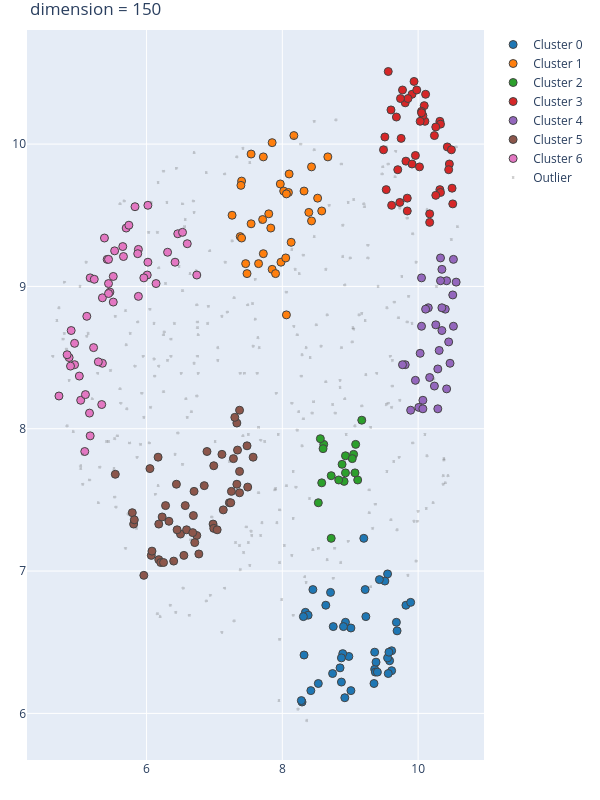 dimension = 150
Cluster 0
Cluster 1
Cluster 2
Cluster 3
Cluster 4
Cluster 5
Cluster 6
Outlier
10
9
8
7
6
6 8 10